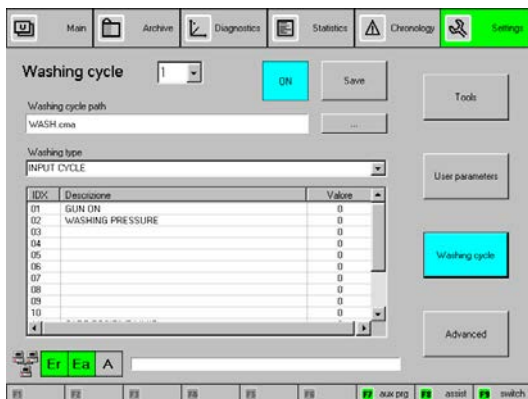 Main Archive Diagnostics Statistics Chronology Settings
Washing cycle 1 ON Save
Tools
Washing cycle path
WASH.cma ...
Washing type
INPUT CYCLE
User parameters
IDX Descrizione Valore
01 GUN ON 0
02 WASHING PRESSURE 0
03 0
04 0
05 0
06 0
07 0
08 0
09 0
10 0
Washing cycle
Advanced
Er Ea A
F1 F2 F3 F4 F5 F6 F7 aux prg F8 assist F9 switch